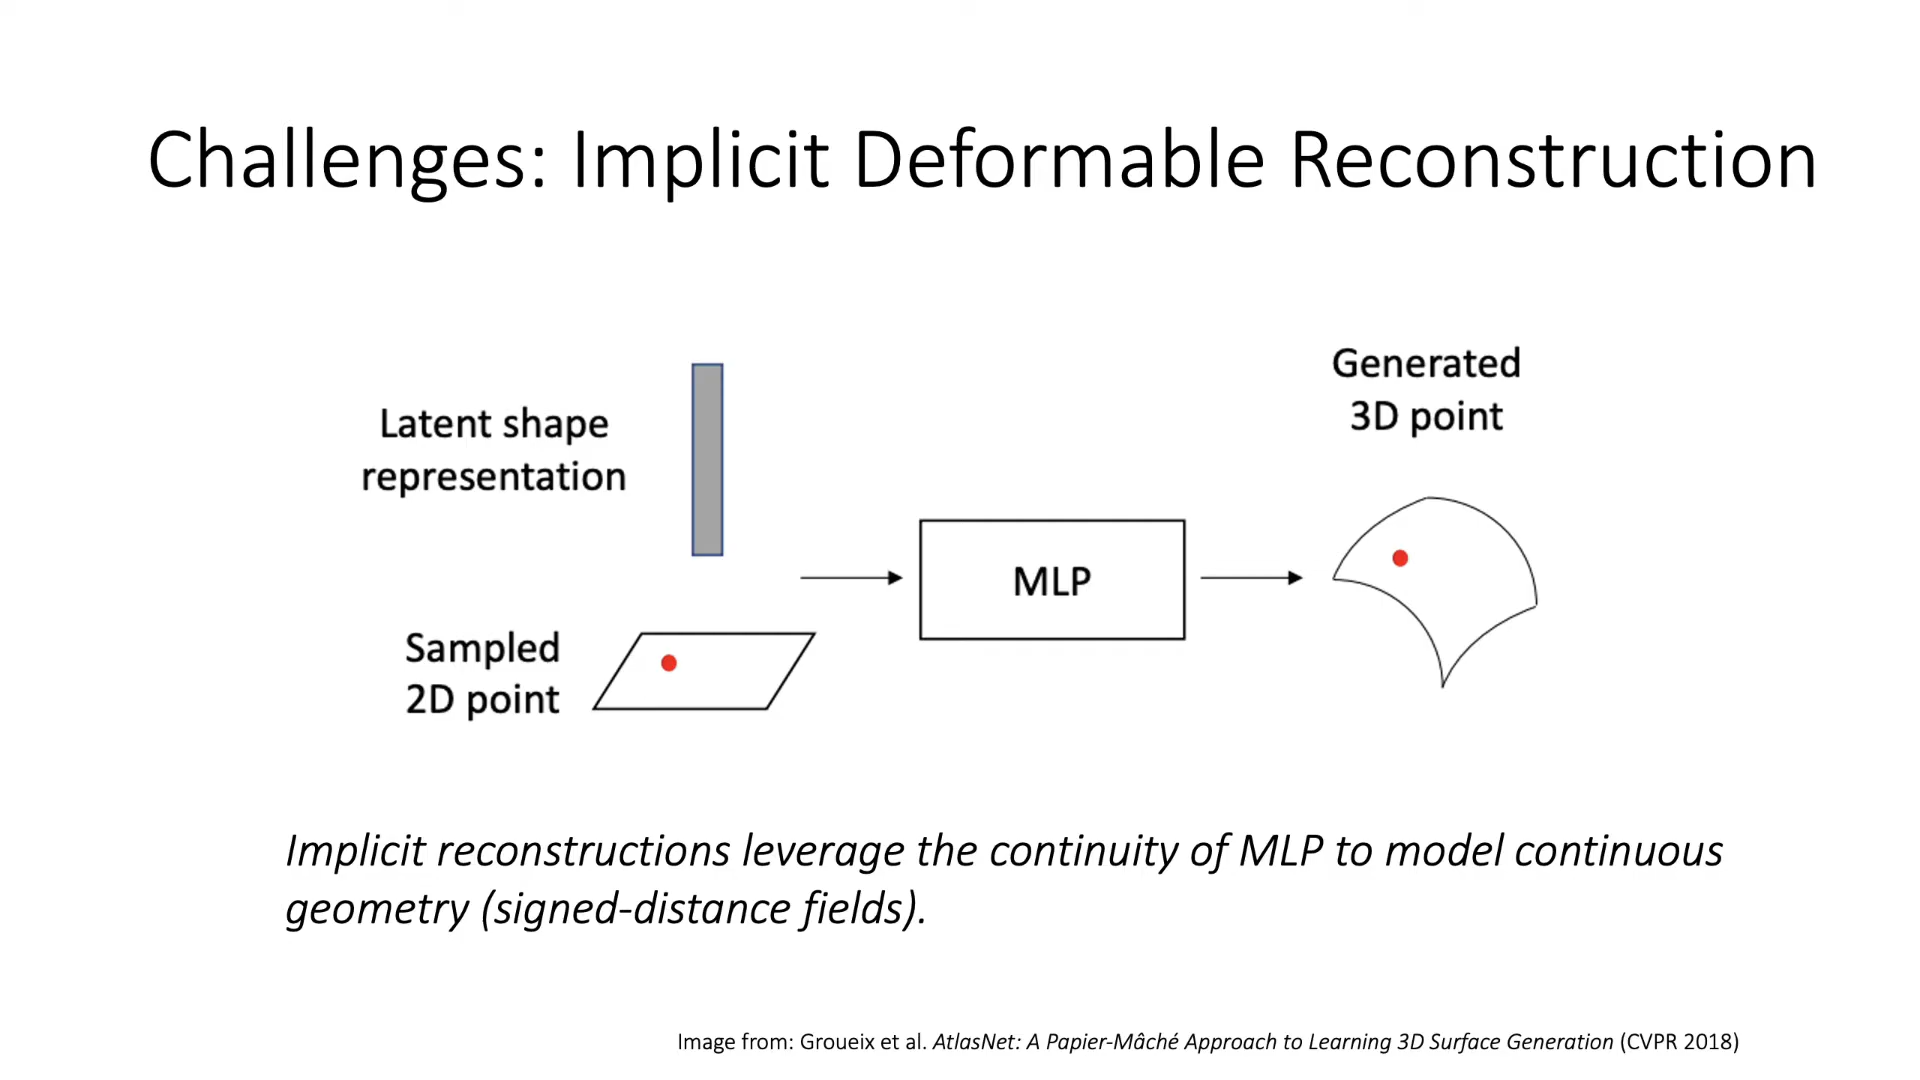 Challenges: Implicit Deformable Reconstruction
Latent shape
representation
Sampled
2D point
MLP
Generated
3D point
Implicit reconstructions leverage the continuity of MLP to model continuous
geometry (signed-distance fields).
Image from: Groueix et al. AtlasNet: A Papier-Mâché Approach to Learning 3D Surface Generation (CVPR 2018)